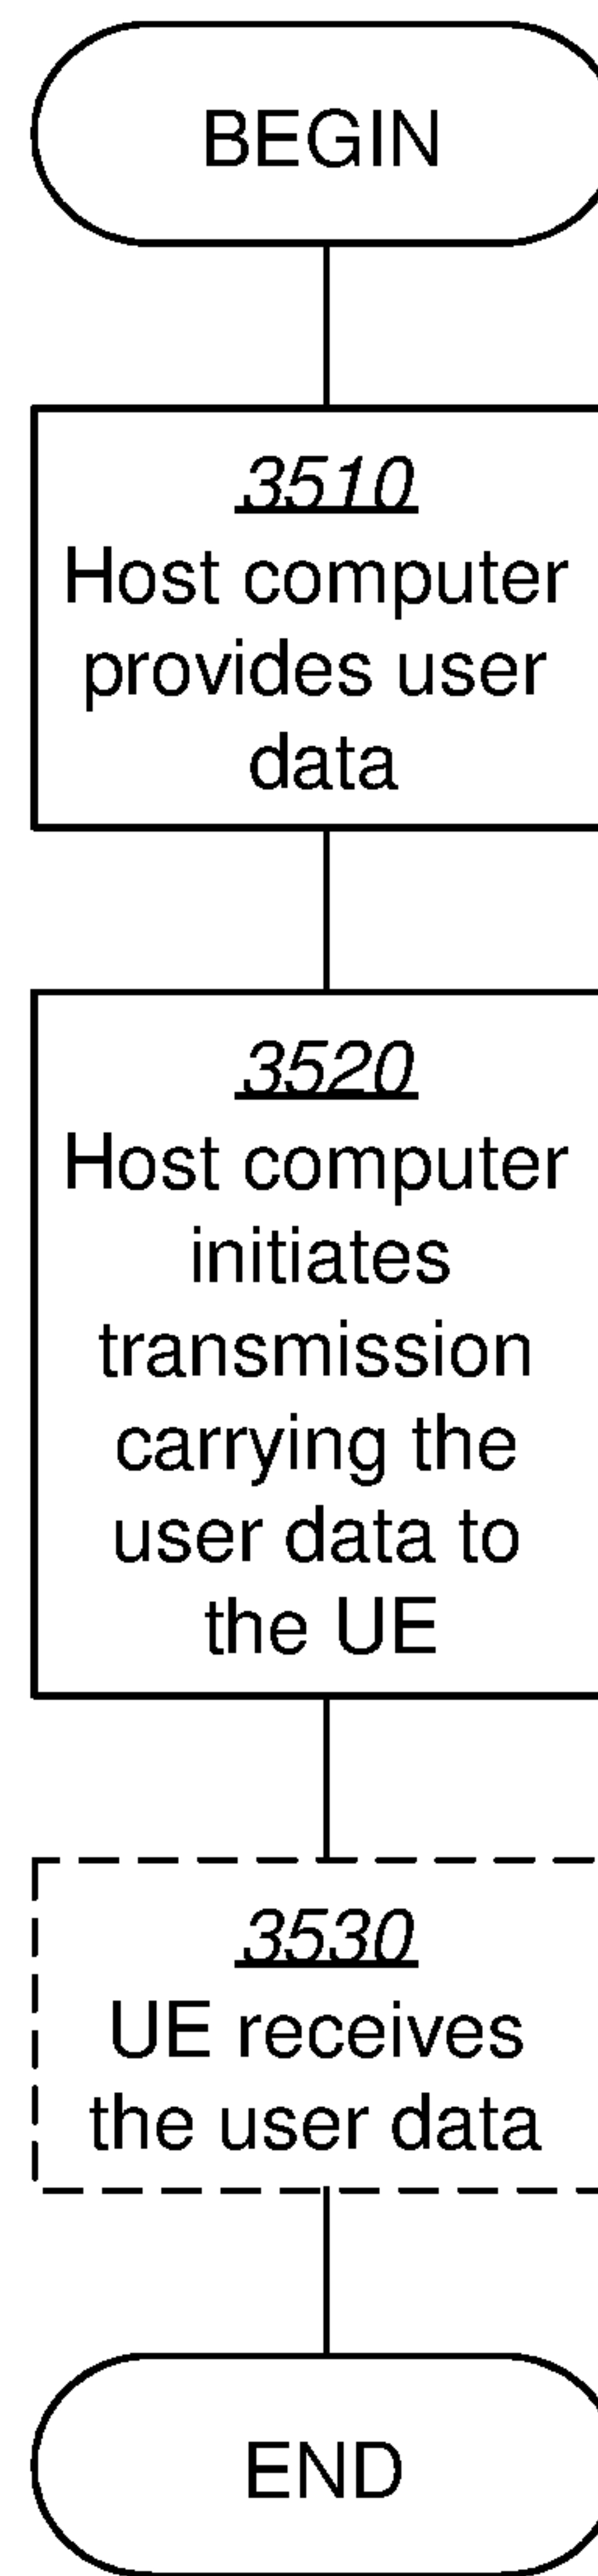 BEGIN
3510
Host computer
provides user
data
3520
Host computer
initiates
transmission
carrying the
user data to
the UE
3530
UE receives
the user data
END